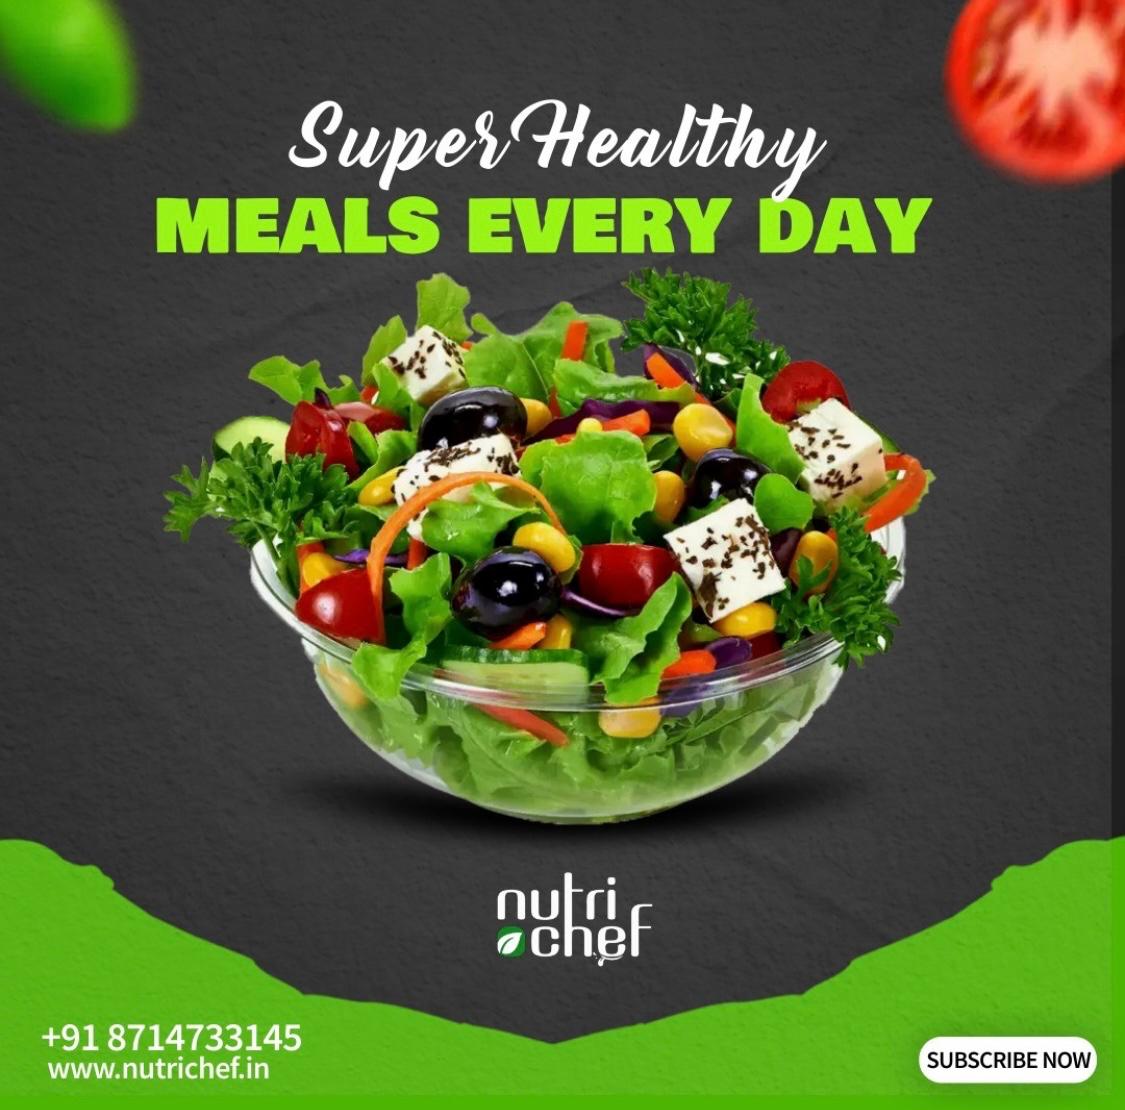 Super Healthy
MEALS EVERY DAY
nutri
chef
+91 8714733145
www.nutrichef.in
SUBSCRIBE NOW